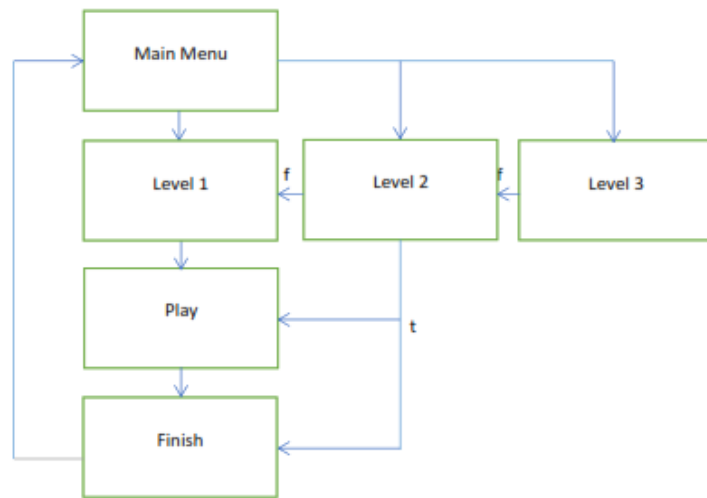 Main Menu
Level 1
f
Level 2
f
Level 3
Play
t
Finish